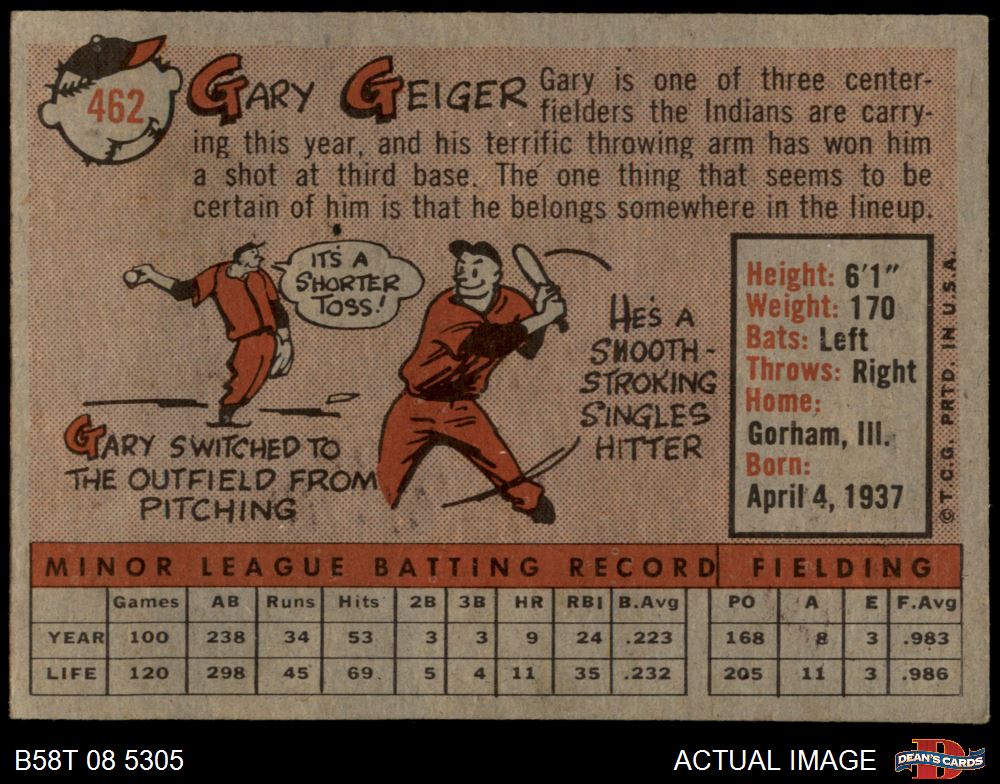 462
GARY GEIGER
Gary is one of three center-
fielders the Indians are carry-
ing this year, and his terrific throwing arm has won him
a shot at third base. The one thing that seems to be
certain of him is that he belongs somewhere in the lineup.
IT'S A
SHORTER
TOSS!
GARY SWITCHED TO
THE OUTFIELD FROM
PITCHING
HE'S A
SMOOTH-
STROKING
SINGLES
HITTER
Height: 6'1"
Weight: 170
Bats: Left
Throws: Right
Home:
Gorham, Ill.
Born:
April 4, 1937
© T.C.G. PRTD. IN U.S.A.
MINOR LEAGUE BATTING RECORD FIELDING
Games AB Runs Hits 2B 3B HR RBI B.Avg PO A E F.Avg
YEAR 100 238 34 53 3 3 9 24 .223 168 8 3 .983
LIFE 120 298 45 69 5 4 11 35 .232 205 11 3 .986
B58T 08 5305 ACTUAL IMAGE DEAN'S CARDS